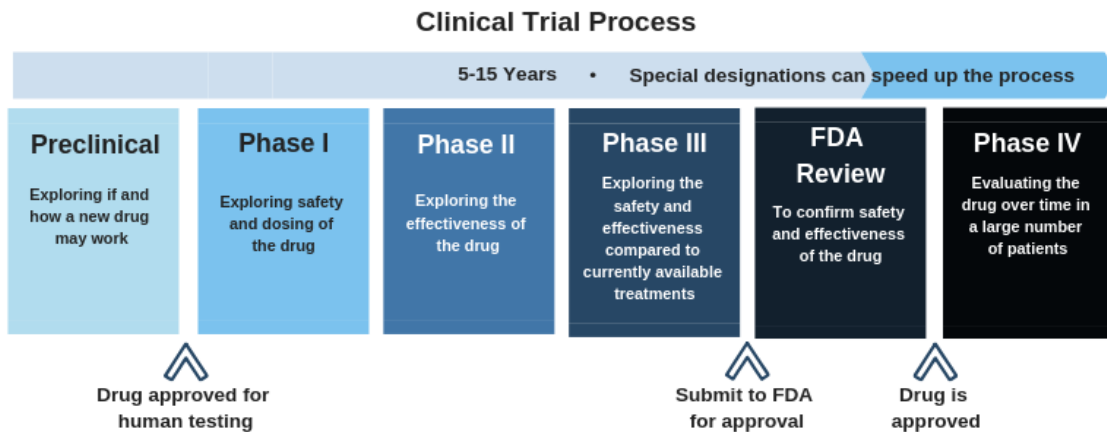 Clinical Trial Process
5-15 Years • Special designations can speed up the process
Preclinical
Exploring if and
how a new drug
may work
Phase I
Exploring safety
and dosing of
the drug
Phase II
Exploring the
effectiveness of
the drug
Phase III
Exploring the
safety and
effectiveness
compared to
currently available
treatments
FDA
Review
To confirm safety
and effectiveness
of the drug
Phase IV
Evaluating the
drug over time in
a large number
of patients
Drug approved for
human testing
Submit to FDA
for approval
Drug is
approved